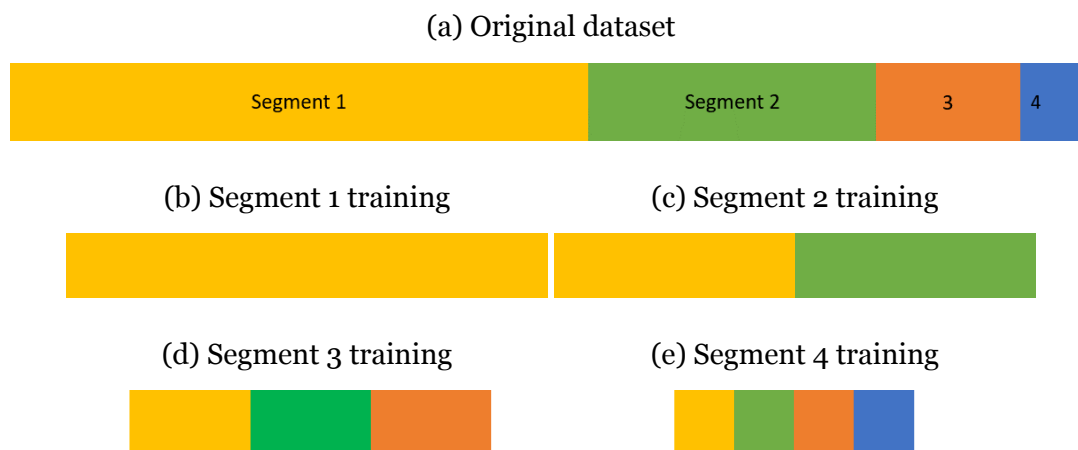 (a) Original dataset
Segment 1 Segment 2 3 4
(b) Segment 1 training (c) Segment 2 training
(d) Segment 3 training (e) Segment 4 training